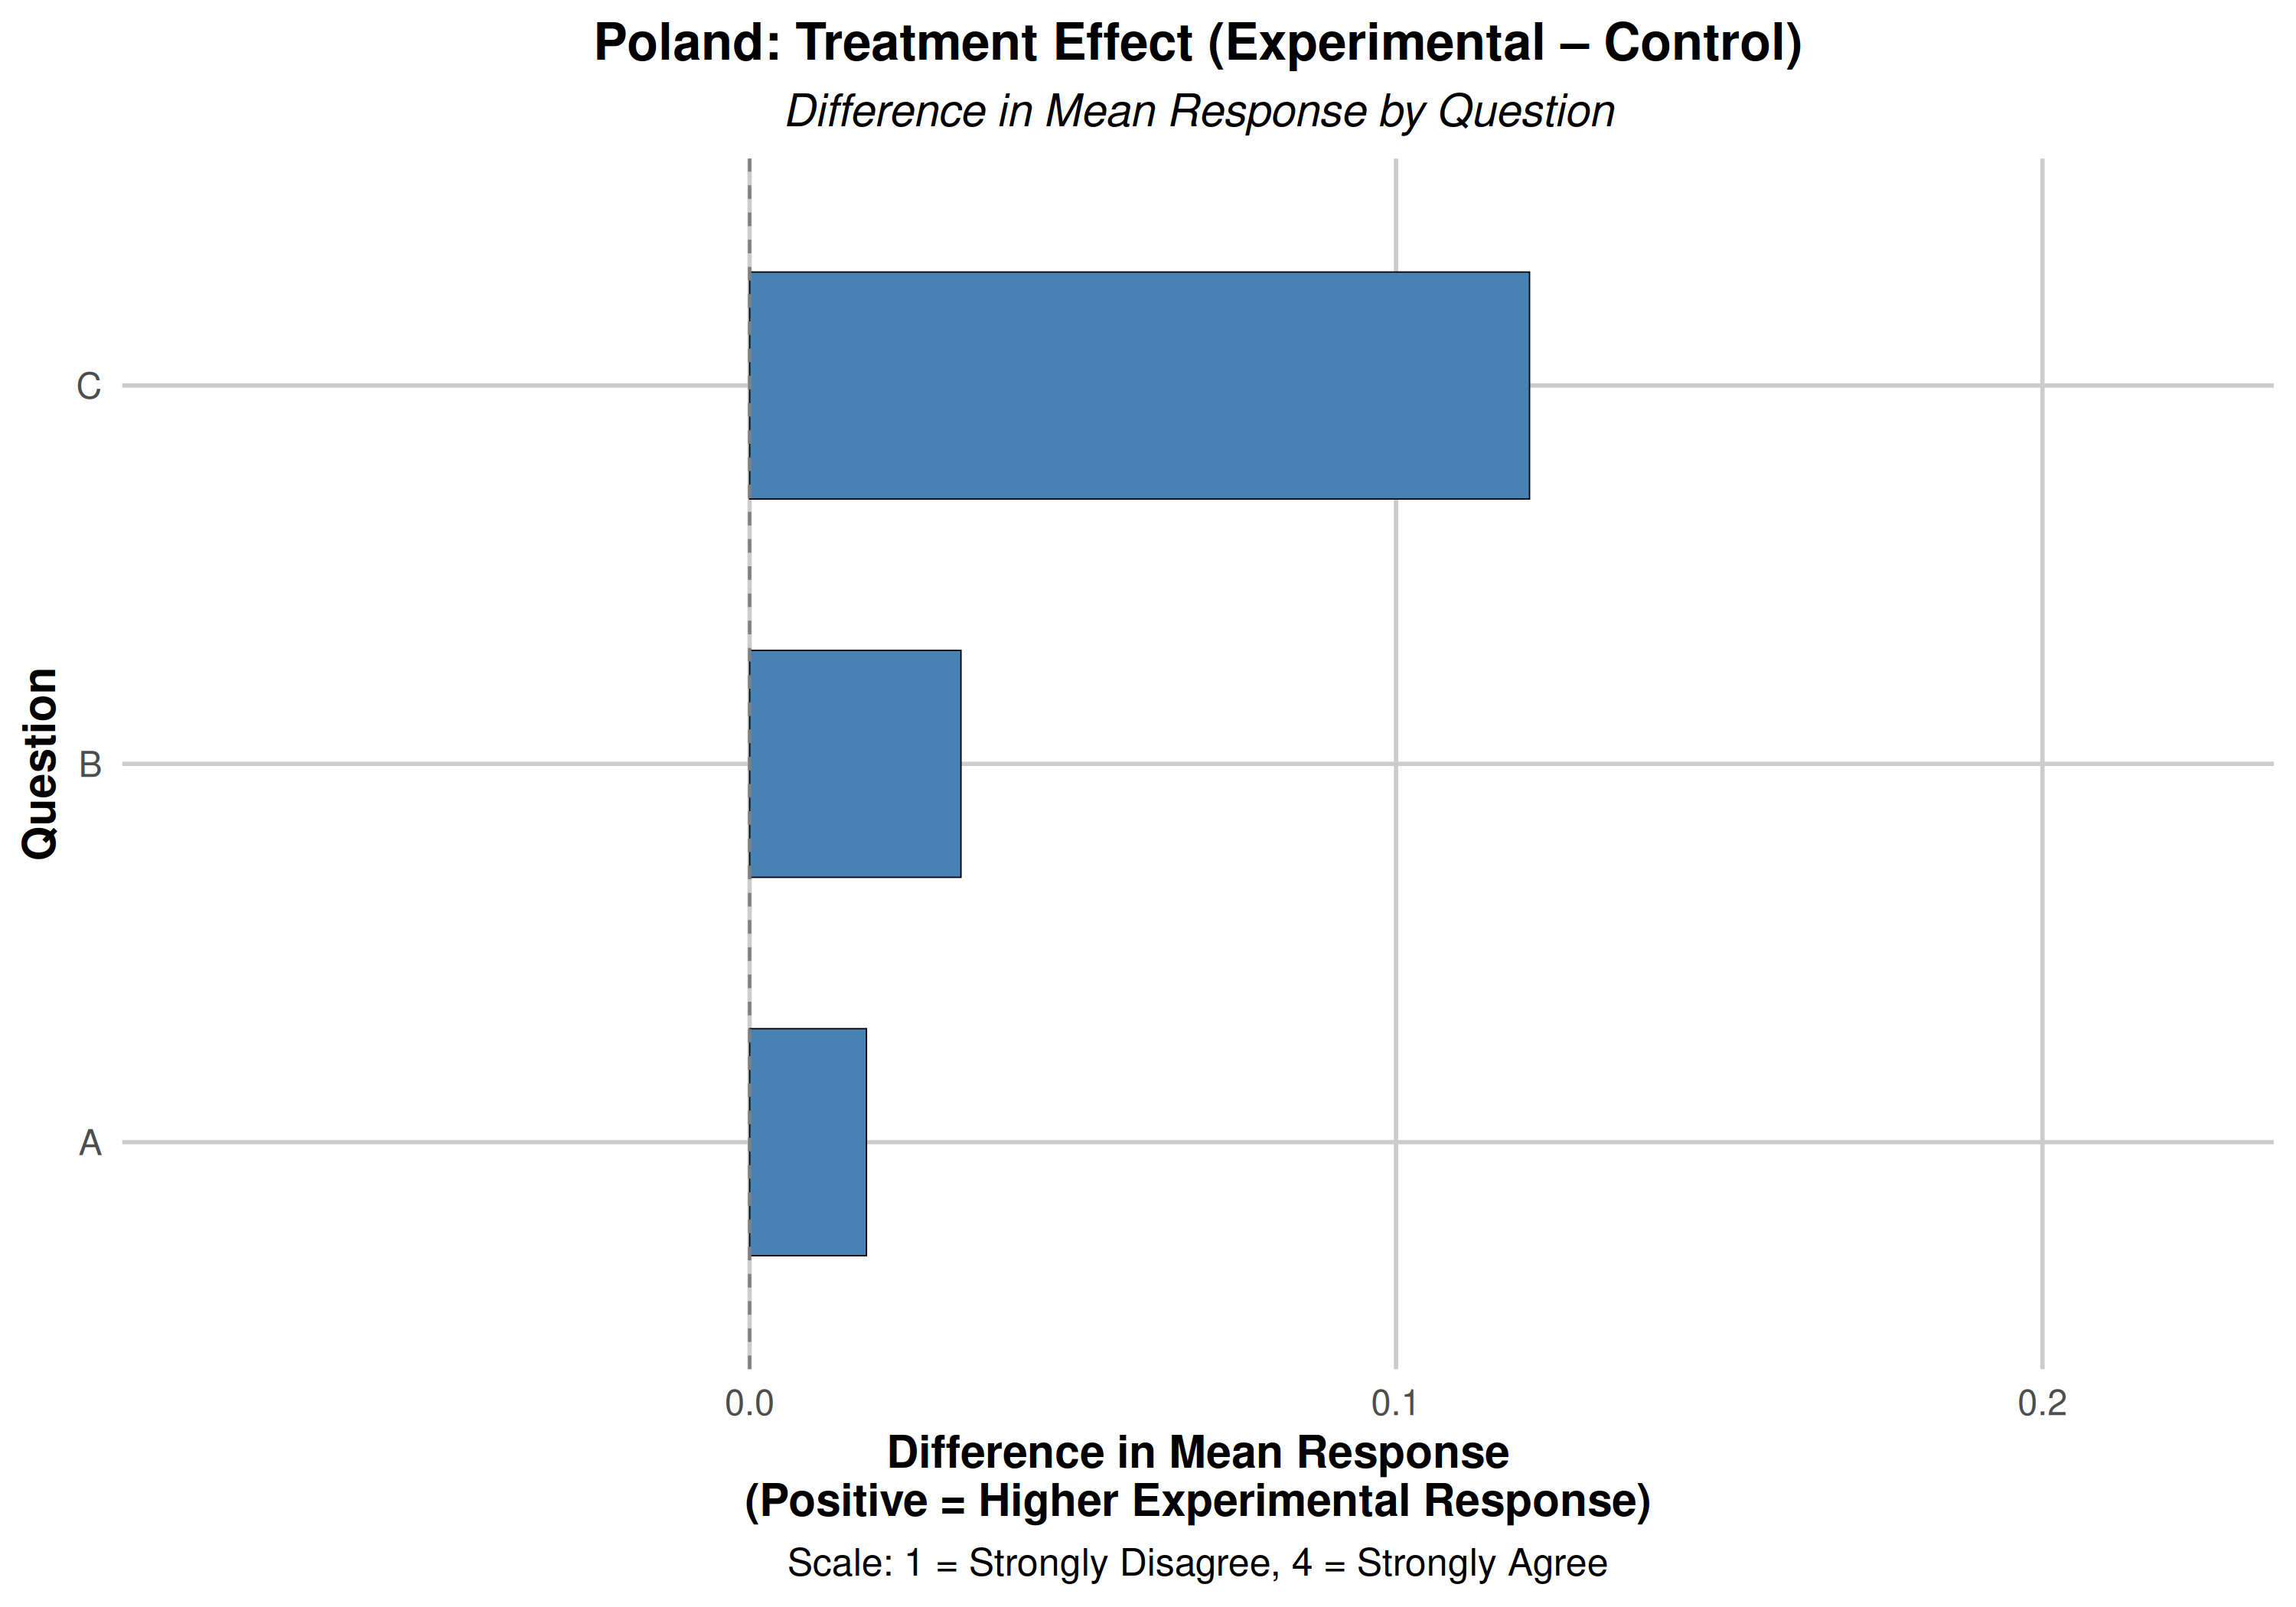 Poland: Treatment Effect (Experimental – Control)
Difference in Mean Response by Question
Question
C
B
A
0.0
0.1
0.2
Difference in Mean Response
(Positive = Higher Experimental Response)
Scale: 1 = Strongly Disagree, 4 = Strongly Agree